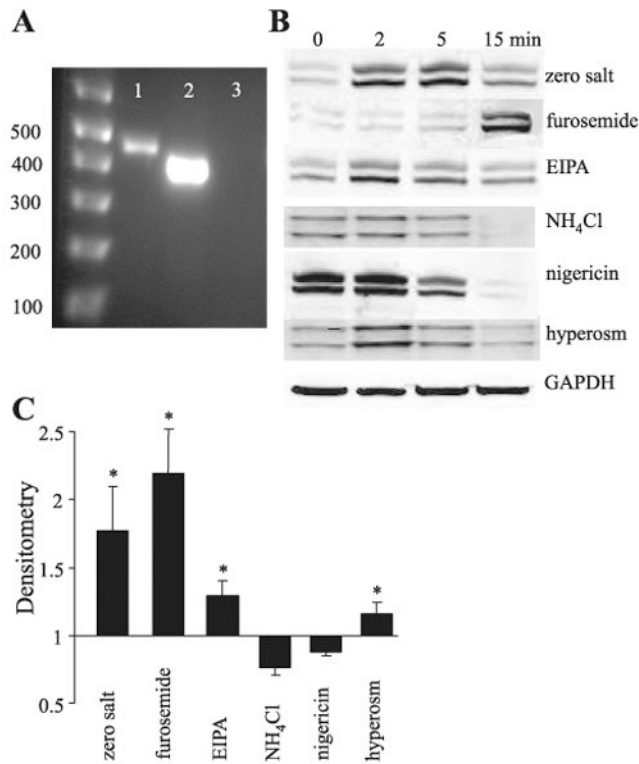 A
1 2 3
500
400
300
200
100
B
0 2 5 15 min
zero salt
furosemide
EIPA
NH₄Cl
nigericin
hyperosm
GAPDH
C
Densitometry
2.5
2
1.5
1
0.5
* * * *
zero salt
furosemide
EIPA
NH₄Cl
nigericin
hyperosm